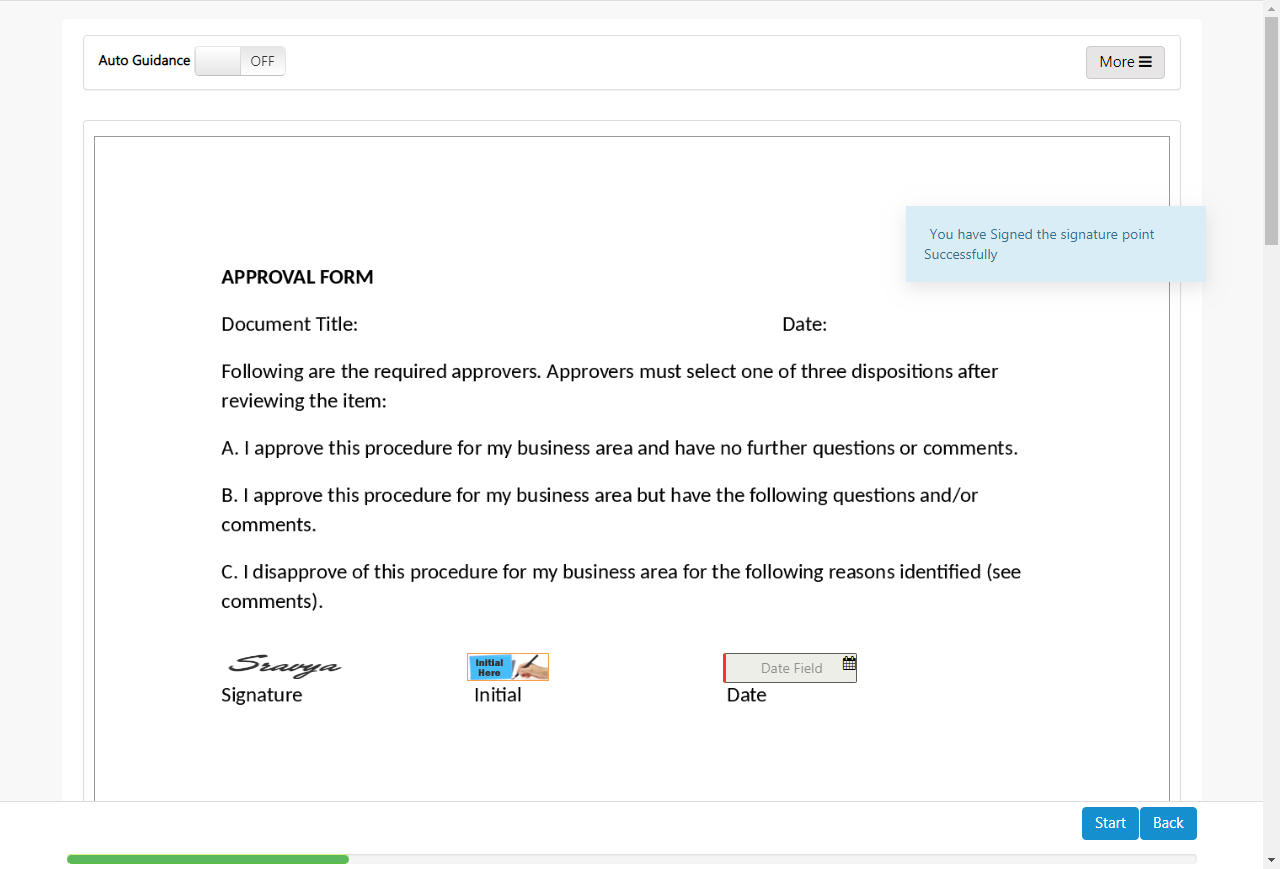 Auto Guidance OFF More
You have Signed the signature point
Successfully
APPROVAL FORM
Document Title: Date:
Following are the required approvers. Approvers must select one of three dispositions after
reviewing the item:
A. I approve this procedure for my business area and have no further questions or comments.
B. I approve this procedure for my business area but have the following questions and/or
comments.
C. I disapprove of this procedure for my business area for the following reasons identified (see
comments).
Sravya Initial Here Date Field
Signature Initial Date
Start Back